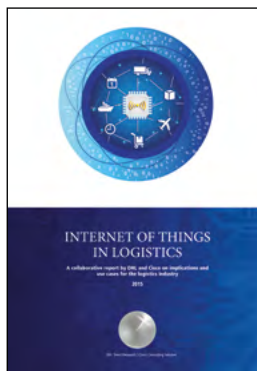 INTERNET OF THINGS
IN LOGISTICS
A collaborative report by DHL and Cisco on implications and
use cases for the logistics industry
2015